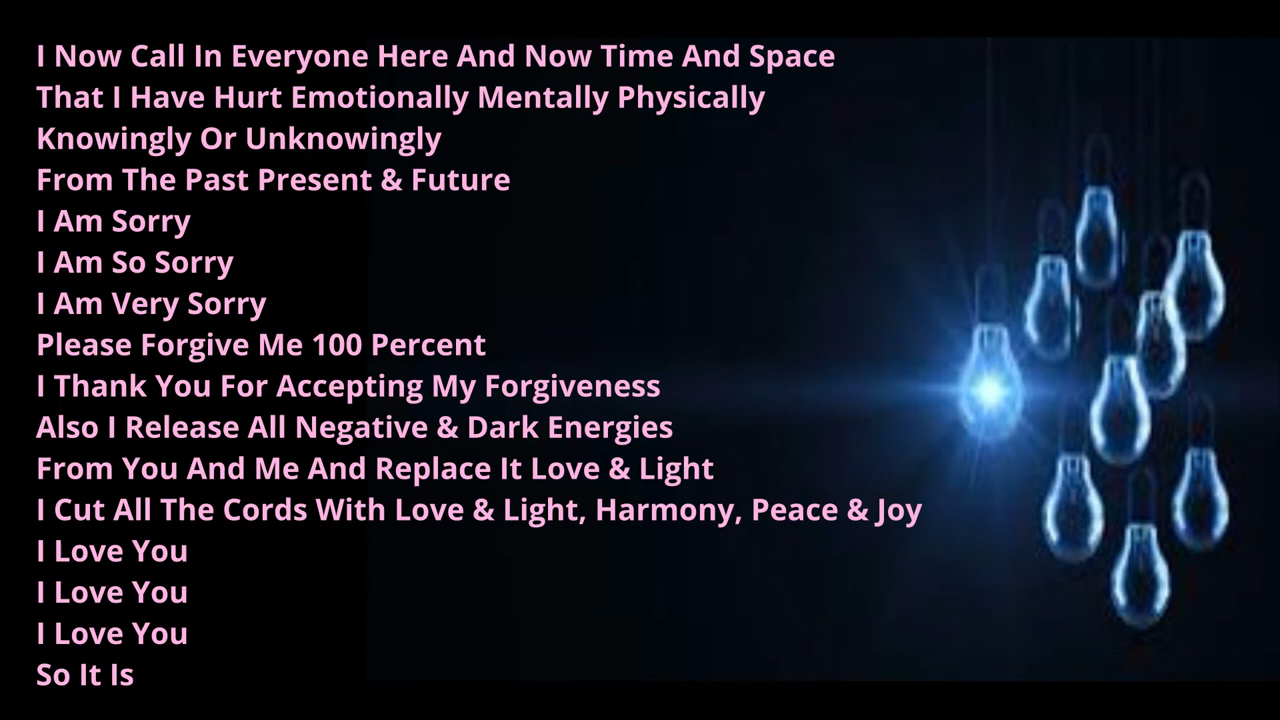 I Now Call In Everyone Here And Now Time And Space
That I Have Hurt Emotionally Mentally Physically
Knowingly Or Unknowingly
From The Past Present & Future
I Am Sorry
I Am So Sorry
I Am Very Sorry
Please Forgive Me 100 Percent
I Thank You For Accepting My Forgiveness
Also I Release All Negative & Dark Energies
From You And Me And Replace It Love & Light
I Cut All The Cords With Love & Light, Harmony, Peace & Joy
I Love You
I Love You
I Love You
So It Is